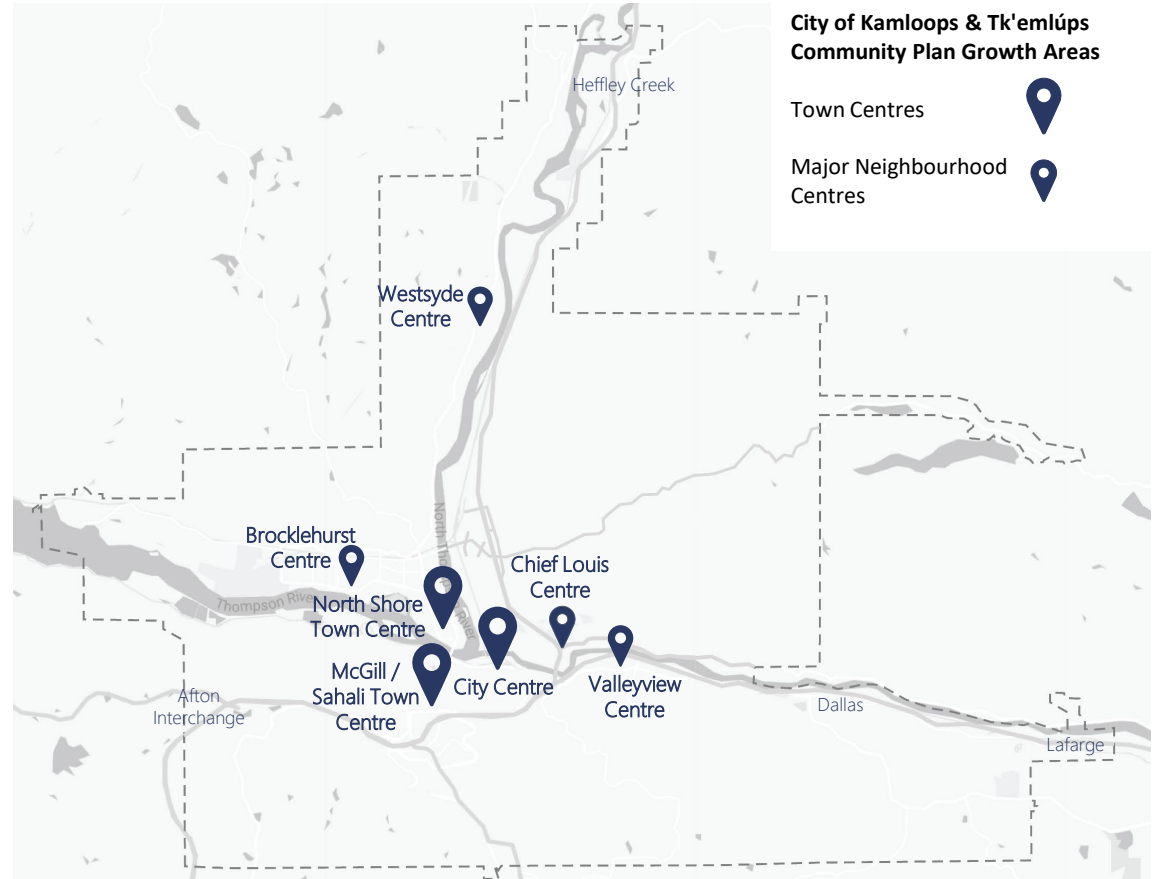 City of Kamloops & Tk'emlúps
Community Plan Growth Areas
Town Centres
Major Neighbourhood
Centres
Heffley Creek
Westsyde
Centre
Brocklehurst
Centre
North Thompson River
Chief Louis
Centre
Thompson River
North Shore
Town Centre
McGill /
Sahali Town
Centre
City Centre
Valleyview
Centre
Afton
Interchange
Dallas
Lafarge